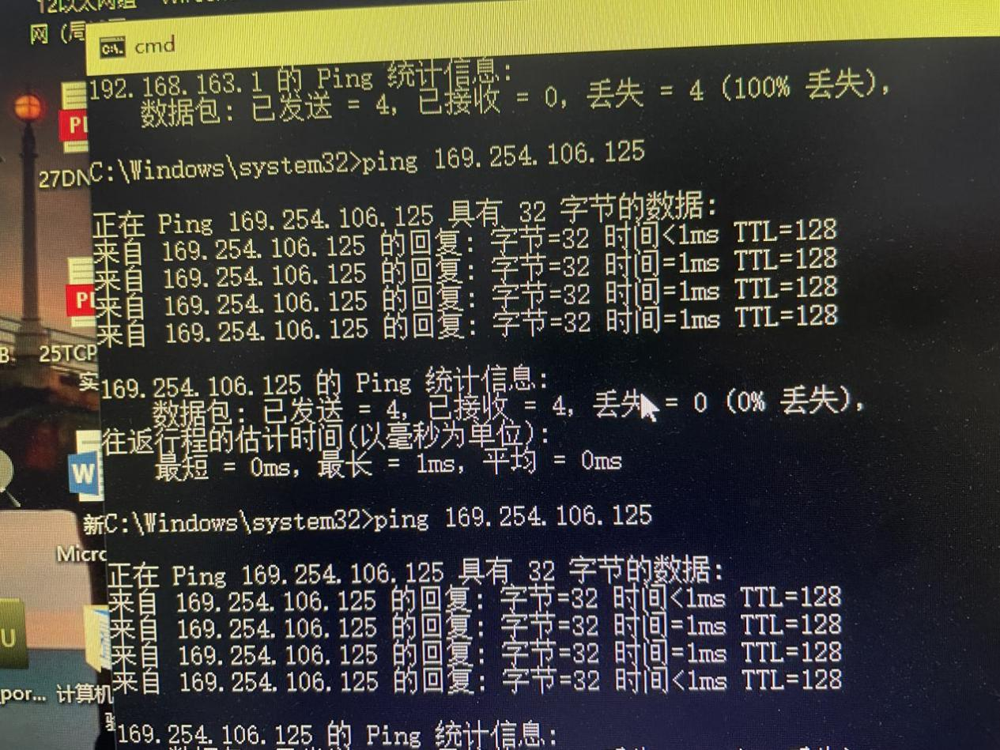 12以太网组
网（局
cmd
192.168.163.1 的 Ping 统计信息:
数据包: 已发送 = 4, 已接收 = 0, 丢失 = 4 (100% 丢失),
C:\Windows\system32>ping 169.254.106.125
正在 Ping 169.254.106.125 具有 32 字节的数据:
来自 169.254.106.125 的回复: 字节=32 时间<1ms TTL=128
来自 169.254.106.125 的回复: 字节=32 时间=1ms TTL=128
来自 169.254.106.125 的回复: 字节=32 时间=1ms TTL=128
来自 169.254.106.125 的回复: 字节=32 时间=1ms TTL=128
169.254.106.125 的 Ping 统计信息:
数据包: 已发送 = 4, 已接收 = 4, 丢失 = 0 (0% 丢失),
往返行程的估计时间(以毫秒为单位):
最短 = 0ms, 最长 = 1ms, 平均 = 0ms
C:\Windows\system32>ping 169.254.106.125
正在 Ping 169.254.106.125 具有 32 字节的数据:
来自 169.254.106.125 的回复: 字节=32 时间<1ms TTL=128
来自 169.254.106.125 的回复: 字节=32 时间=1ms TTL=128
来自 169.254.106.125 的回复: 字节=32 时间=1ms TTL=128
来自 169.254.106.125 的回复: 字节=32 时间<1ms TTL=128
169.254.106.125 的 Ping 统计信息:
27DN
25TCP
实
W
新
Micro
U
por... 计算机